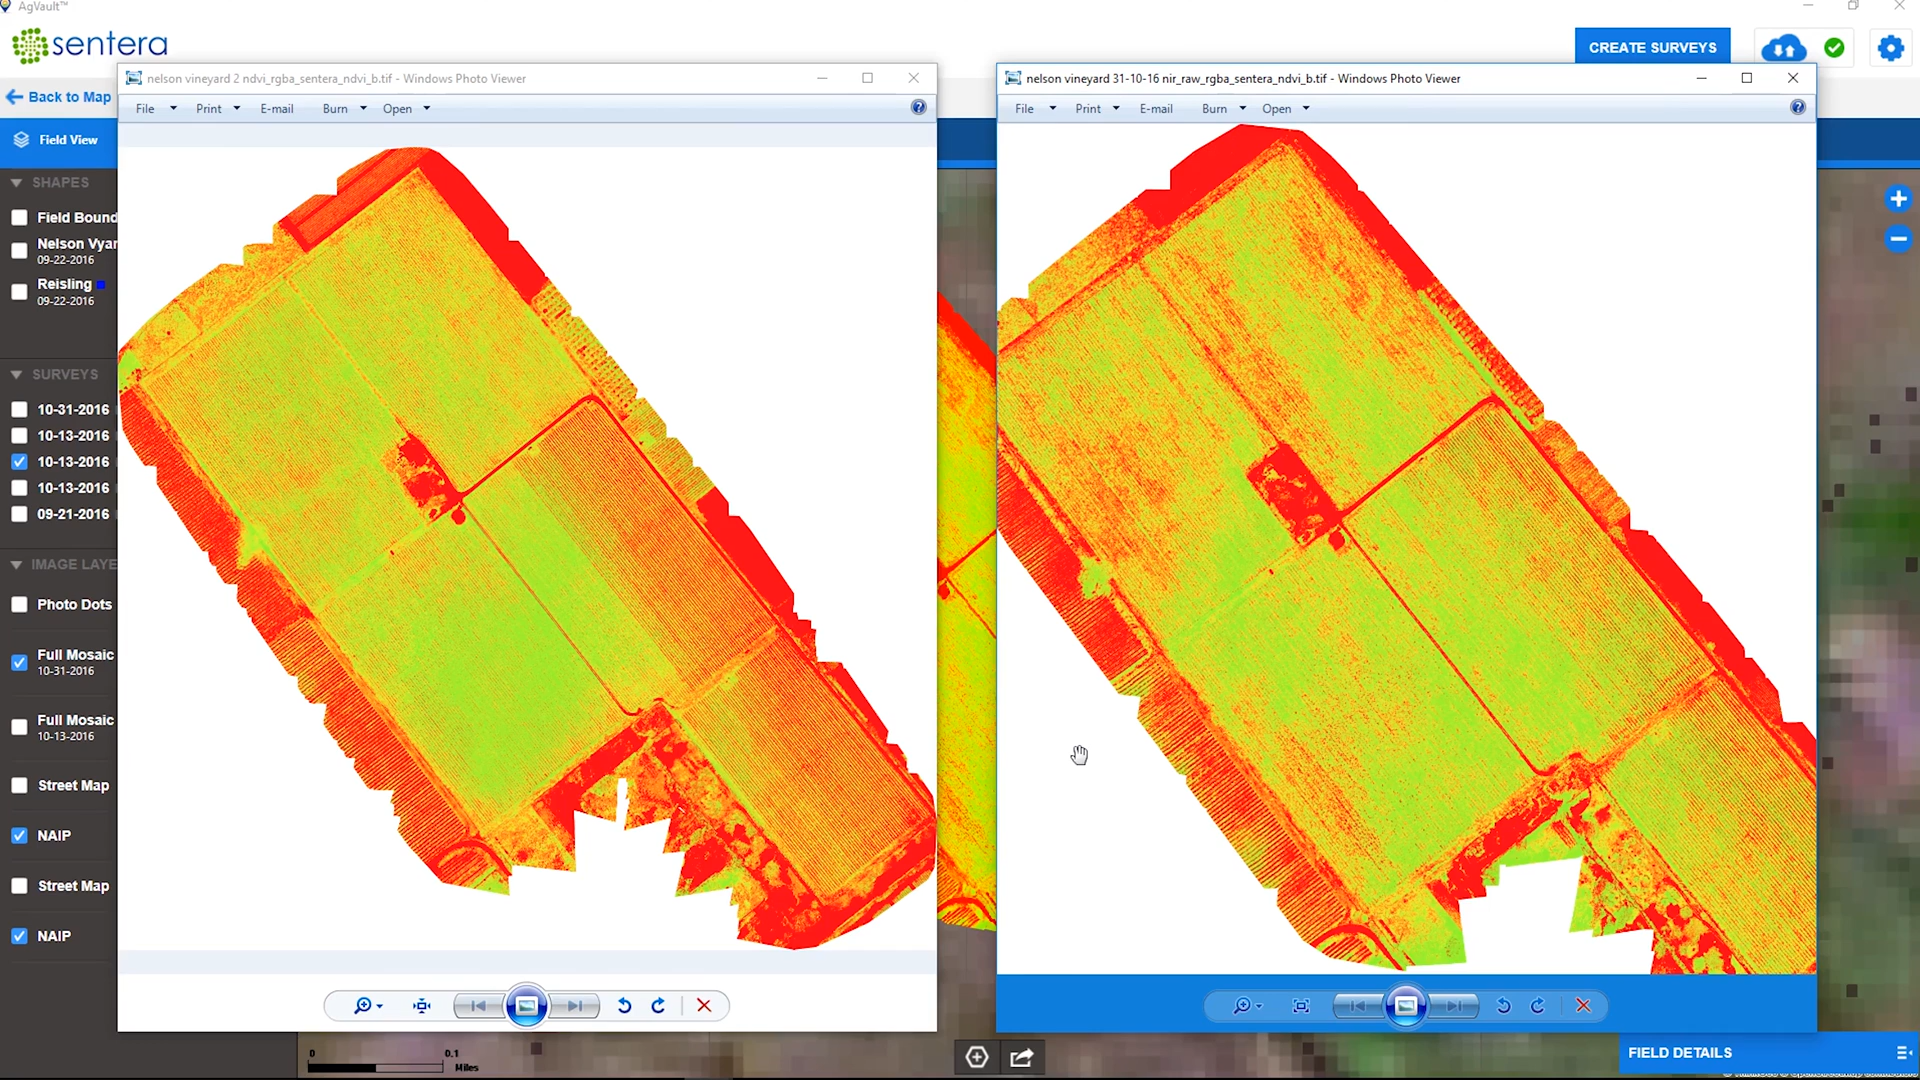 AgVault™
sentera
CREATE SURVEYS
Back to Map
Field View
SHAPES
Field Bound
Nelson Vyar
09-22-2016
Reisling
09-22-2016
SURVEYS
10-31-2016
10-13-2016
10-13-2016
10-13-2016
09-21-2016
IMAGE LAYE
Photo Dots
Full Mosaic
10-31-2016
Full Mosaic
10-13-2016
Street Map
NAIP
Street Map
NAIP
nelson vineyard 2 ndvi_rgba_sentera_ndvi_b.tif - Windows Photo Viewer
File Print E-mail Burn Open
nelson vineyard 31-10-16 nir_raw_rgba_sentera_ndvi_b.tif - Windows Photo Viewer
File Print E-mail Burn Open
0 0.1
Miles
FIELD DETAILS